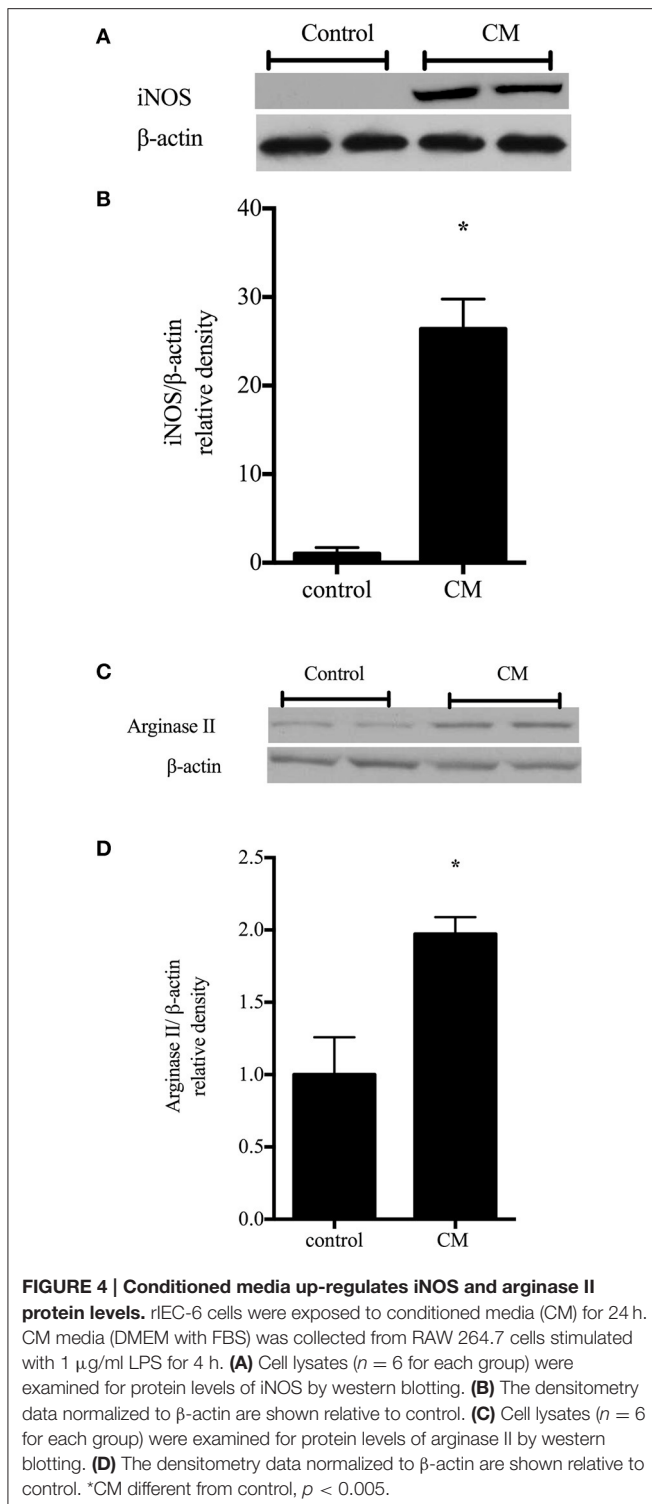 A
Control CM
iNOS
β-actin
B
40
30
20
10
0
iNOS/β-actin
relative density
*
control CM
C
Control CM
Arginase II
β-actin
D
2.5
2.0
1.5
1.0
0.5
0.0
Arginase II/ β-actin
relative density
*
control CM
FIGURE 4 | Conditioned media up-regulates iNOS and arginase II
protein levels. rIEC-6 cells were exposed to conditioned media (CM) for 24 h.
CM media (DMEM with FBS) was collected from RAW 264.7 cells stimulated
with 1 μg/ml LPS for 4 h. (A) Cell lysates (n = 6 for each group) were
examined for protein levels of iNOS by western blotting. (B) The densitometry
data normalized to β-actin are shown relative to control. (C) Cell lysates (n = 6
for each group) were examined for protein levels of arginase II by western
blotting. (D) The densitometry data normalized to β-actin are shown relative to
control. *CM different from control, p < 0.005.